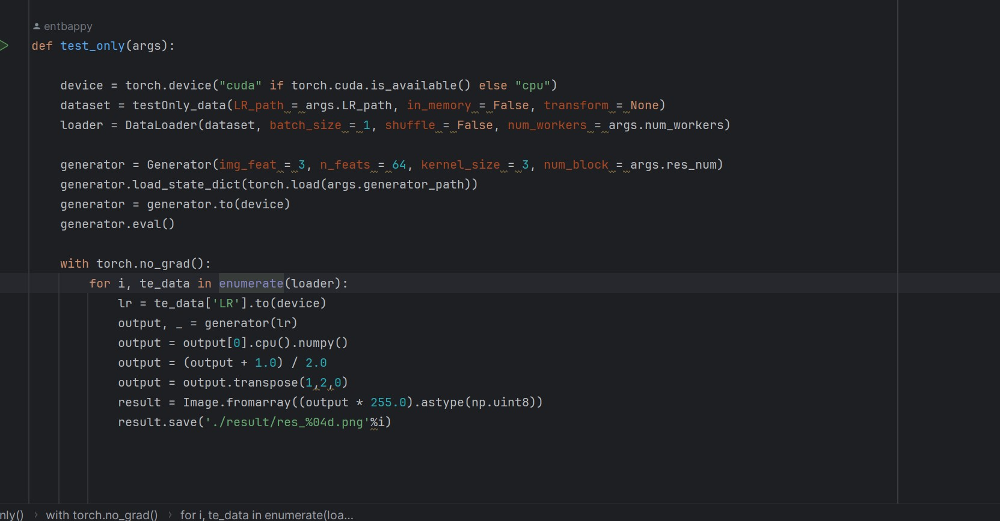 entbappy
def test_only(args):
device = torch.device("cuda" if torch.cuda.is_available() else "cpu")
dataset = testOnly_data(LR_path = args.LR_path, in_memory = False, transform = None)
loader = DataLoader(dataset, batch_size = 1, shuffle = False, num_workers = args.num_workers)
generator = Generator(img_feat = 3, n_feats = 64, kernel_size = 3, num_block = args.res_num)
generator.load_state_dict(torch.load(args.generator_path))
generator = generator.to(device)
generator.eval()
with torch.no_grad():
for i, te_data in enumerate(loader):
lr = te_data['LR'].to(device)
output, _ = generator(lr)
output = output[0].cpu().numpy()
output = (output + 1.0) / 2.0
output = output.transpose(1,2,0)
result = Image.fromarray((output * 255.0).astype(np.uint8))
result.save('./result/res_%04d.png'%i)
nly() › with torch.no_grad() › for i, te_data in enumerate(loa...